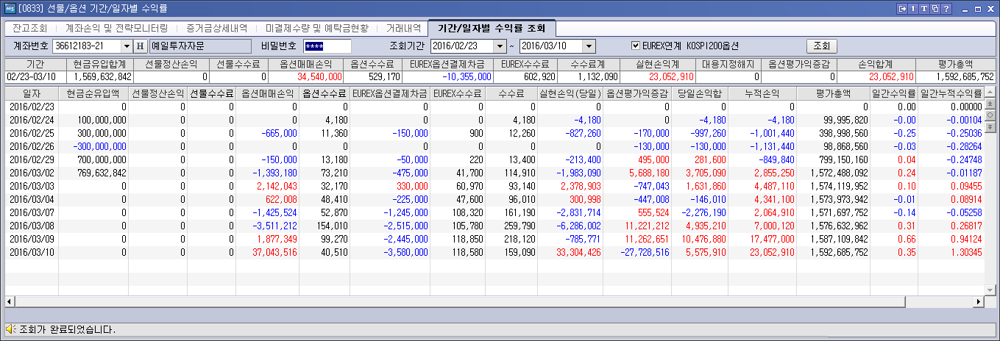 [0833] 선물/옵션 기간/일자별 수익률
1 T ?
잔고조회 계좌손익 및 전략모니터링 증거금상세내역 미결제수량 및 예탁금현황 거래내역 기간/일자별 수익률 조회
계좌번호 36612183-21 H 예일투자자문 비밀번호 **** 조회기간 2016/02/23 ~ 2016/03/10 EUREX연계 KOSPI200옵션 조회
기간 현금유입합계 선물정산손익 선물수수료 옵션매매손익 옵션수수료 EUREX옵션결제차금 EUREX수수료 수수료계 실현손익계 대용지정해지 옵션평가익증감 손익합계 평가총액
02/23~03/10 1,569,632,842 0 0 34,540,000 529,170 -10,355,000 602,920 1,132,090 23,052,910 0 0 23,052,910 1,592,685,752
일자 현금순유입액 선물정산손익 선물수수료 옵션매매손익 옵션수수료 EUREX옵션결제차금 EUREX수수료 수수료 실현손익(당일) 옵션평가익증감 당일손익합 누적손익 평가총액 일간수익률 일간누적수익률
2016/02/23 0 0 0 0 0 0 0 0 0 0 0 0 0 0.00 0.00000
2016/02/24 100,000,000 0 0 0 4,180 0 0 4,180 -4,180 0 -4,180 -4,180 99,995,820 -0.00 -0.00104
2016/02/25 300,000,000 0 0 -665,000 11,360 -150,000 900 12,260 -827,260 -170,000 -997,260 -1,001,440 398,998,560 -0.25 -0.25036
2016/02/26 -300,000,000 0 0 0 0 0 0 0 0 -130,000 -130,000 -1,131,440 98,868,560 -0.03 -0.28264
2016/02/29 700,000,000 0 0 -150,000 13,180 -50,000 220 13,400 -213,400 495,000 281,600 -849,840 799,150,160 0.04 -0.24748
2016/03/02 769,632,842 0 0 -1,393,180 73,210 -475,000 41,700 114,910 -1,983,090 5,688,180 3,705,090 2,855,250 1,572,488,092 0.24 -0.01187
2016/03/03 0 0 0 2,142,043 32,170 330,000 60,970 93,140 2,378,903 -747,043 1,631,860 4,487,110 1,574,119,952 0.10 0.09455
2016/03/04 0 0 0 622,008 48,410 -225,000 47,600 96,010 300,998 -447,008 -146,010 4,341,100 1,573,973,942 -0.01 0.08914
2016/03/07 0 0 0 -1,425,524 52,870 -1,245,000 108,320 161,190 -2,831,714 555,524 -2,276,190 2,064,910 1,571,697,752 -0.14 -0.05258
2016/03/08 0 0 0 -3,511,212 154,010 -2,515,000 105,780 259,790 -6,286,002 11,221,212 4,935,210 7,000,120 1,576,632,962 0.31 0.26817
2016/03/09 0 0 0 1,877,349 99,270 -2,445,000 118,850 218,120 -785,771 11,262,651 10,476,880 17,477,000 1,587,109,842 0.66 0.94124
2016/03/10 0 0 0 37,043,516 40,510 -3,580,000 118,580 159,090 33,304,426 -27,728,516 5,575,910 23,052,910 1,592,685,752 0.35 1.30345
조회가 완료되었습니다.